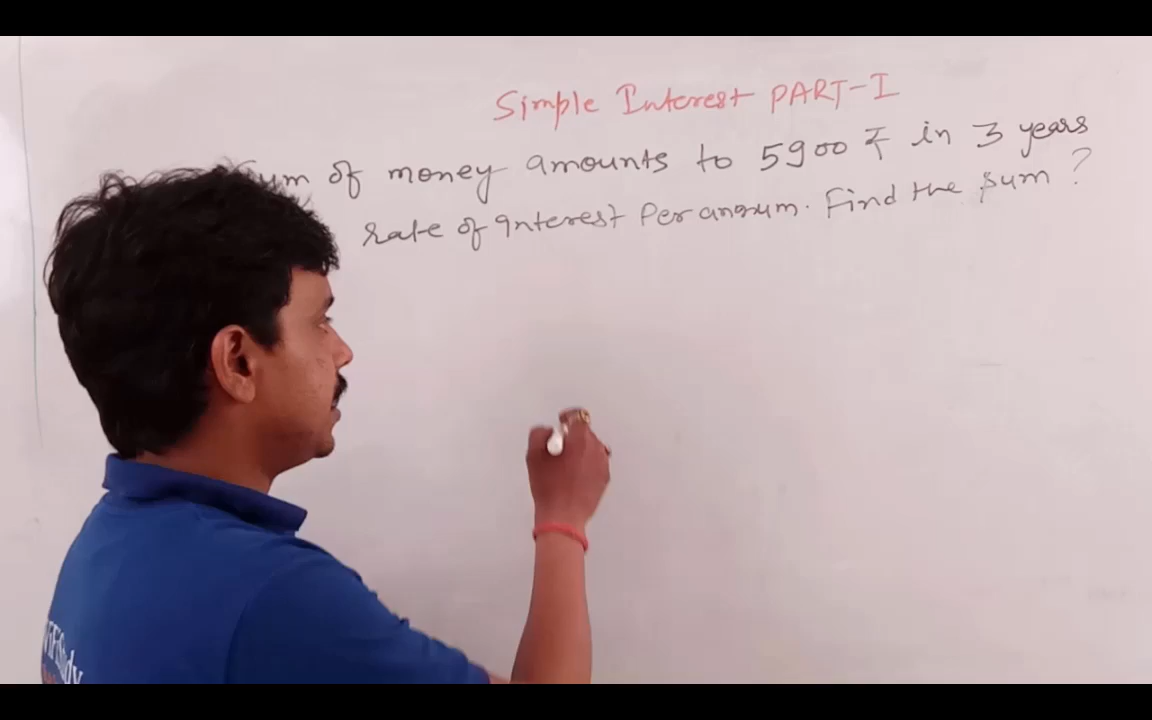 Simple Interest PART-I
Sum of money amounts to 5900 ₹ in 3 years
rate of interest Per annum. Find the sum ?